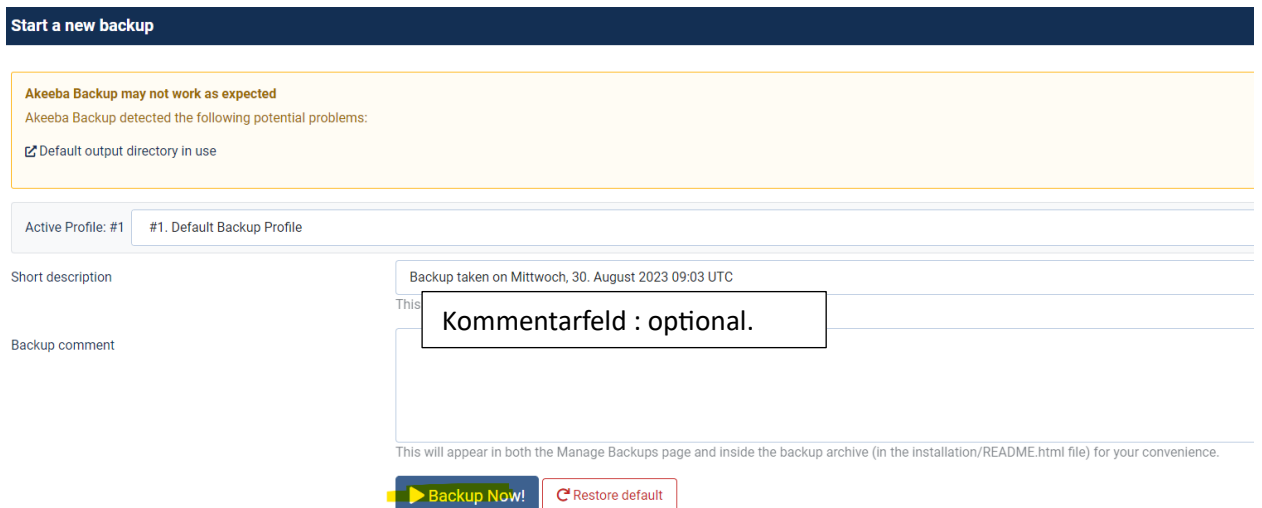 Start a new backup
Akeeba Backup may not work as expected
Akeeba Backup detected the following potential problems:
Default output directory in use
Active Profile: #1 #1. Default Backup Profile
Short description Backup taken on Mittwoch, 30. August 2023 09:03 UTC
This
Kommentarfeld : optional.
Backup comment
This will appear in both the Manage Backups page and inside the backup archive (in the installation/README.html file) for your convenience.
Backup Now! Restore default